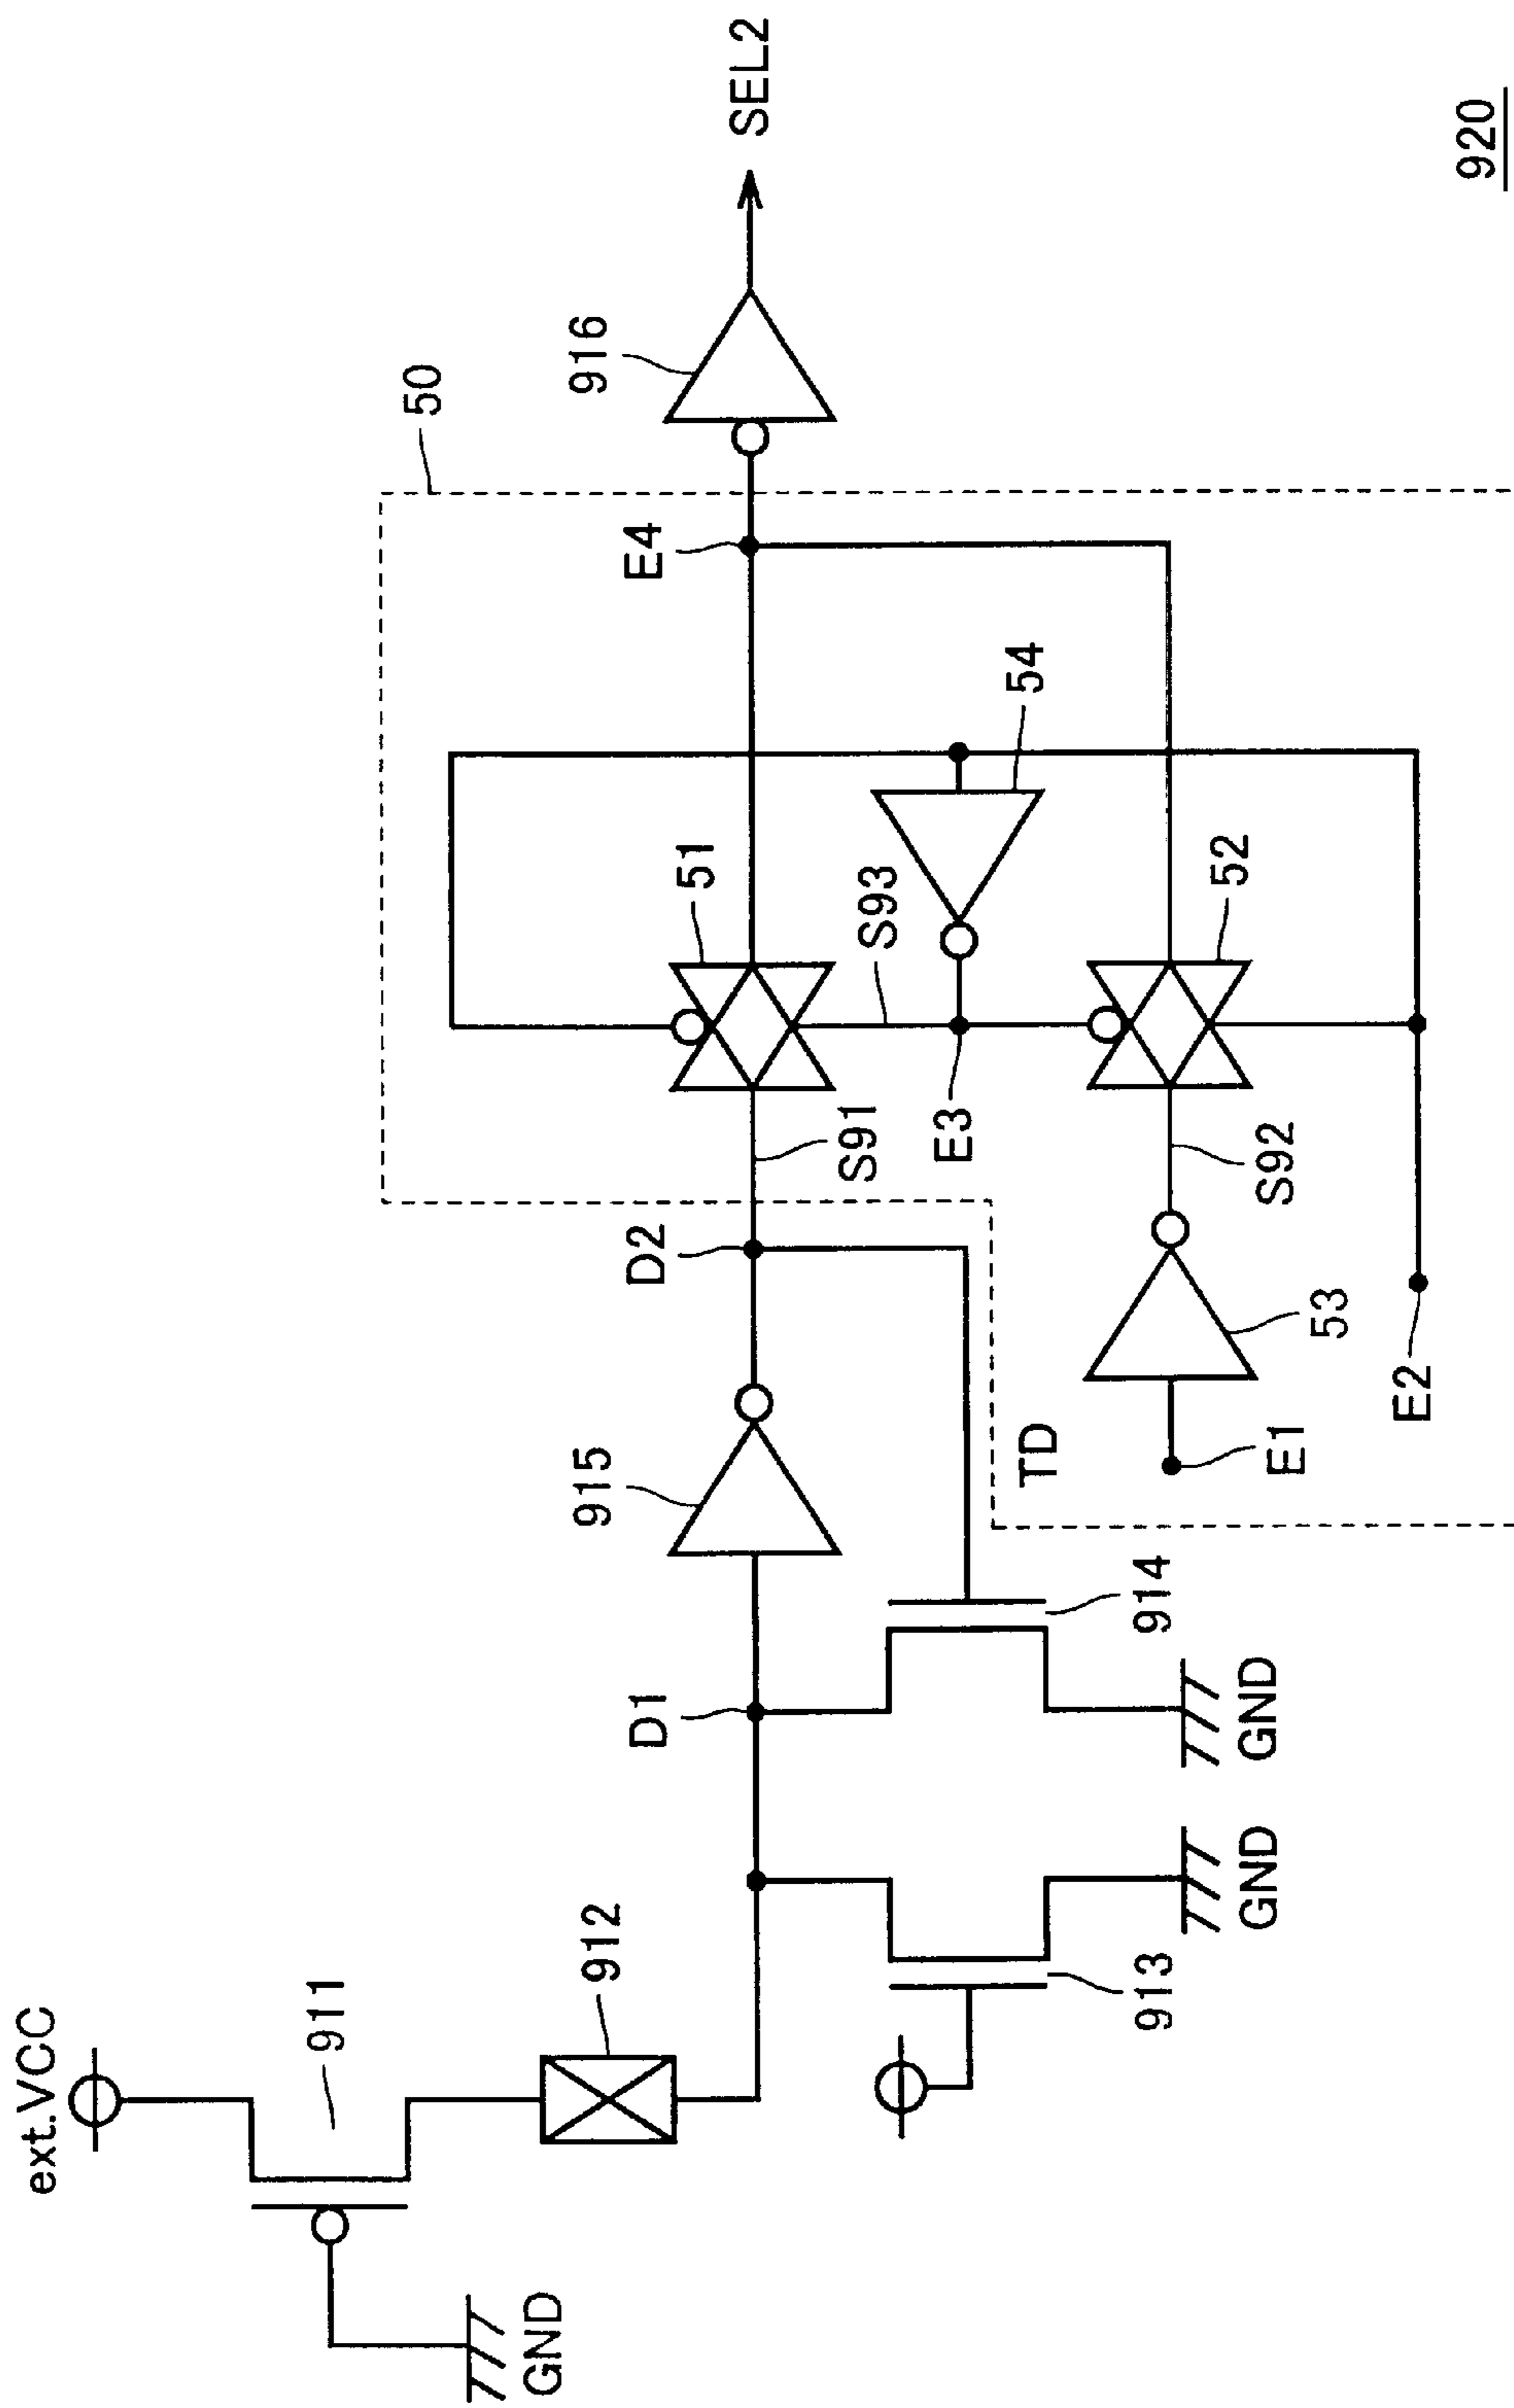 ext.VCC
911
GND
912
913
GND
D1
914
GND
915
D2
S91
TD
E1
53
S92
E2
E3
S93
51
52
54
E4
50
916
SEL2
920